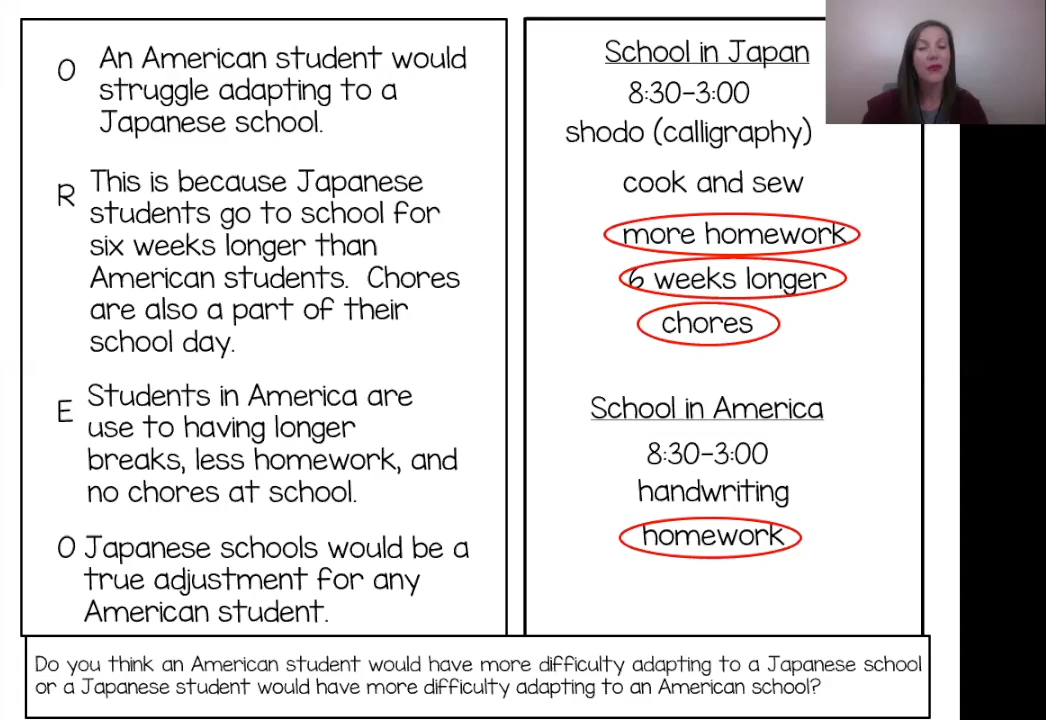 O An American student would
struggle adapting to a
Japanese school.
R This is because Japanese
students go to school for
six weeks longer than
American students. Chores
are also a part of their
school day.
E Students in America are
use to having longer
breaks, less homework, and
no chores at school.
O Japanese schools would be a
true adjustment for any
American student.
School in Japan
8:30-3:00
shodo (calligraphy)
cook and sew
more homework
6 weeks longer
chores
School in America
8:30-3:00
handwriting
homework
Do you think an American student would have more difficulty adapting to a Japanese school
or a Japanese student would have more difficulty adapting to an American school?